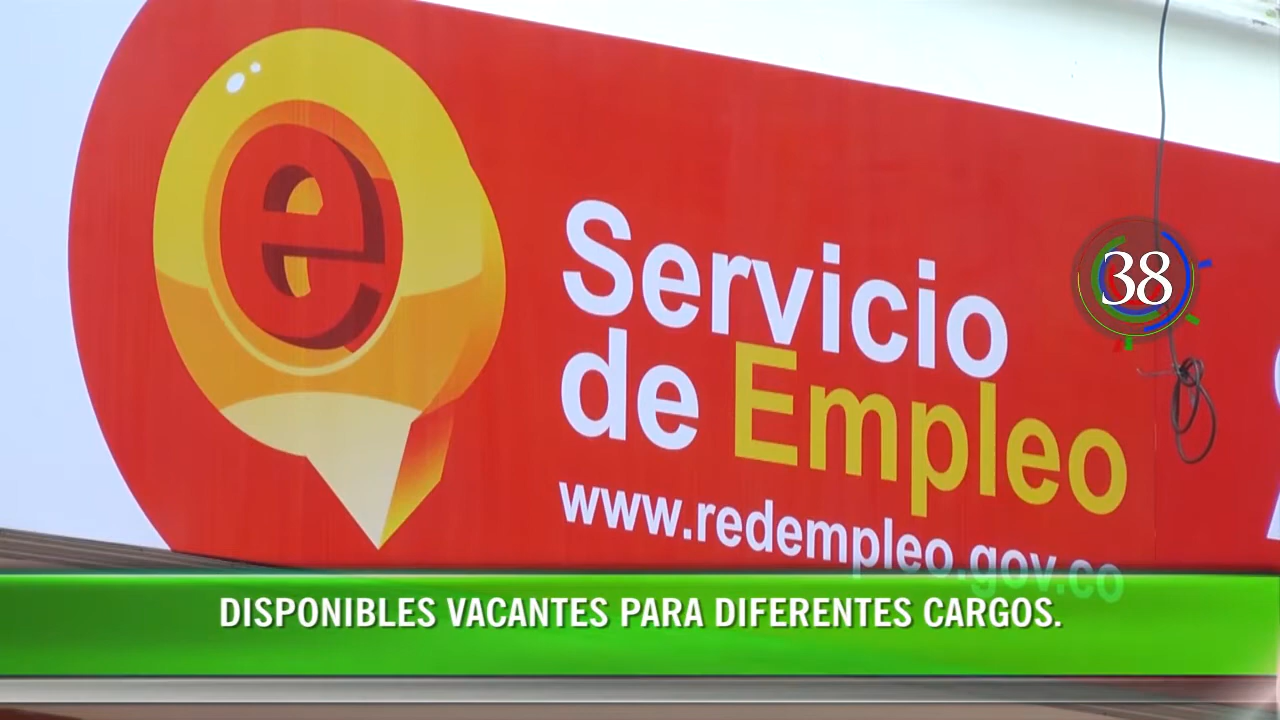 e
Servicio
de Empleo
www.redempleo.gov.co
38
DISPONIBLES VACANTES PARA DIFERENTES CARGOS.